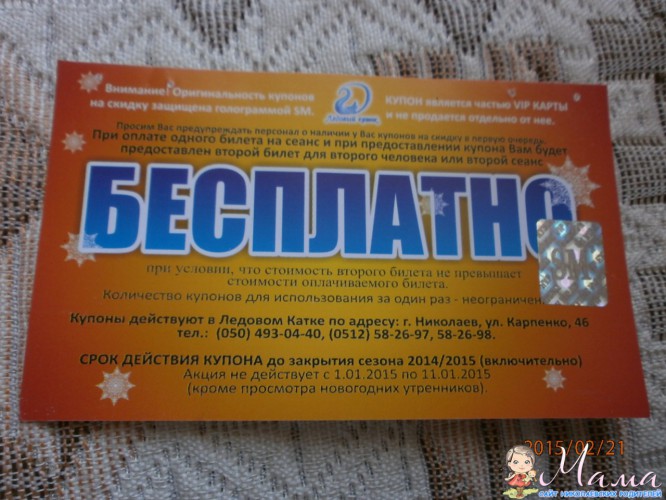 Внимание! Оригинальность купонов
на скидку защищена голограммой SM.
КУПОН является частью VIP КАРТЫ
и не продается отдельно от нее.
Просим Вас предупреждать персонал о наличии у Вас купонов на скидку в первую очередь.
При оплате одного билета на сеанс и при предоставлении купона Вам будет
предоставлен второй билет для второго человека или второй сеанс
БЕСПЛАТНО
при условии, что стоимость второго билета не превышает
стоимости оплачиваемого билета.
Количество купонов для использования за один раз - неограничен
SM
Купоны действуют в Ледовом Катке по адресу: г. Николаев, ул. Карпенко, 46
тел.: (050) 493-04-40, (0512) 58-26-97, 58-26-98.
СРОК ДЕЙСТВИЯ КУПОНА до закрытия сезона 2014/2015 (включительно)
Акция не действует с 1.01.2015 по 11.01.2015
(кроме просмотра новогодних утренников).
2015/02/21
Мама
САЙТ НИКОЛАЕВСКИХ РОДИТЕЛЕЙ